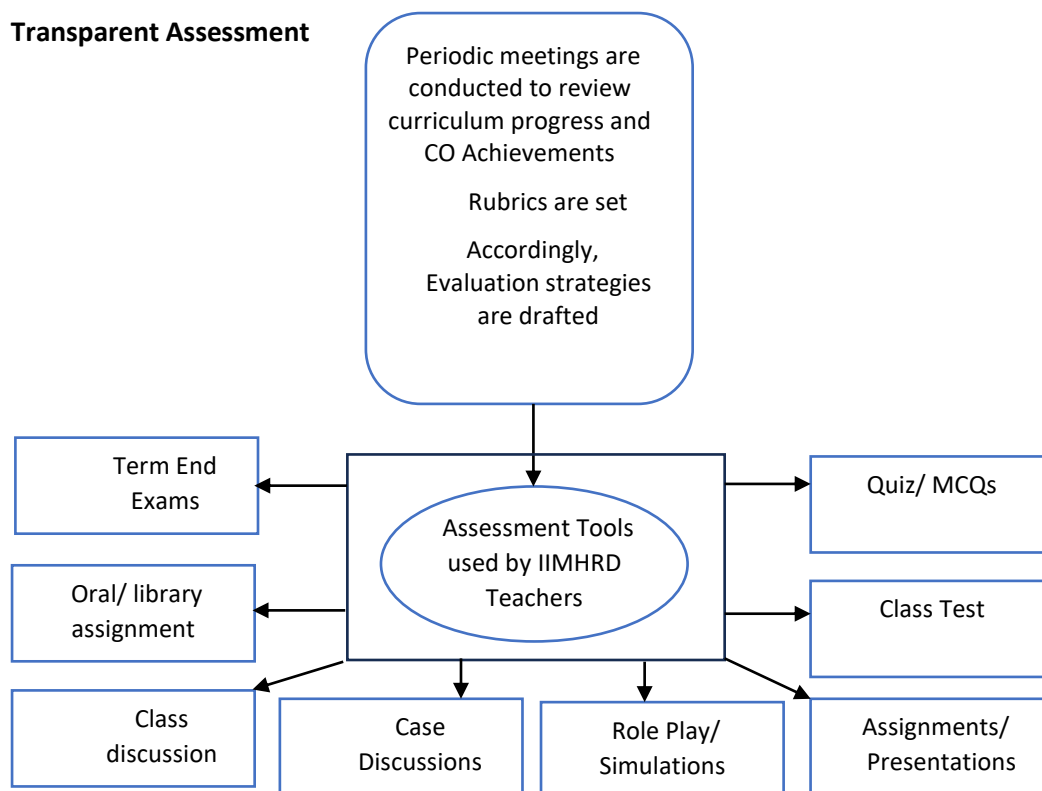 Transparent Assessment
Periodic meetings are
conducted to review
curriculum progress and
CO Achievements
Rubrics are set
Accordingly,
Evaluation strategies
are drafted
Term End
Exams
Quiz/ MCQs
Assessment Tools
used by IIMHRD
Teachers
Oral/ library
assignment
Class Test
Class
discussion
Case
Discussions
Role Play/
Simulations
Assignments/
Presentations